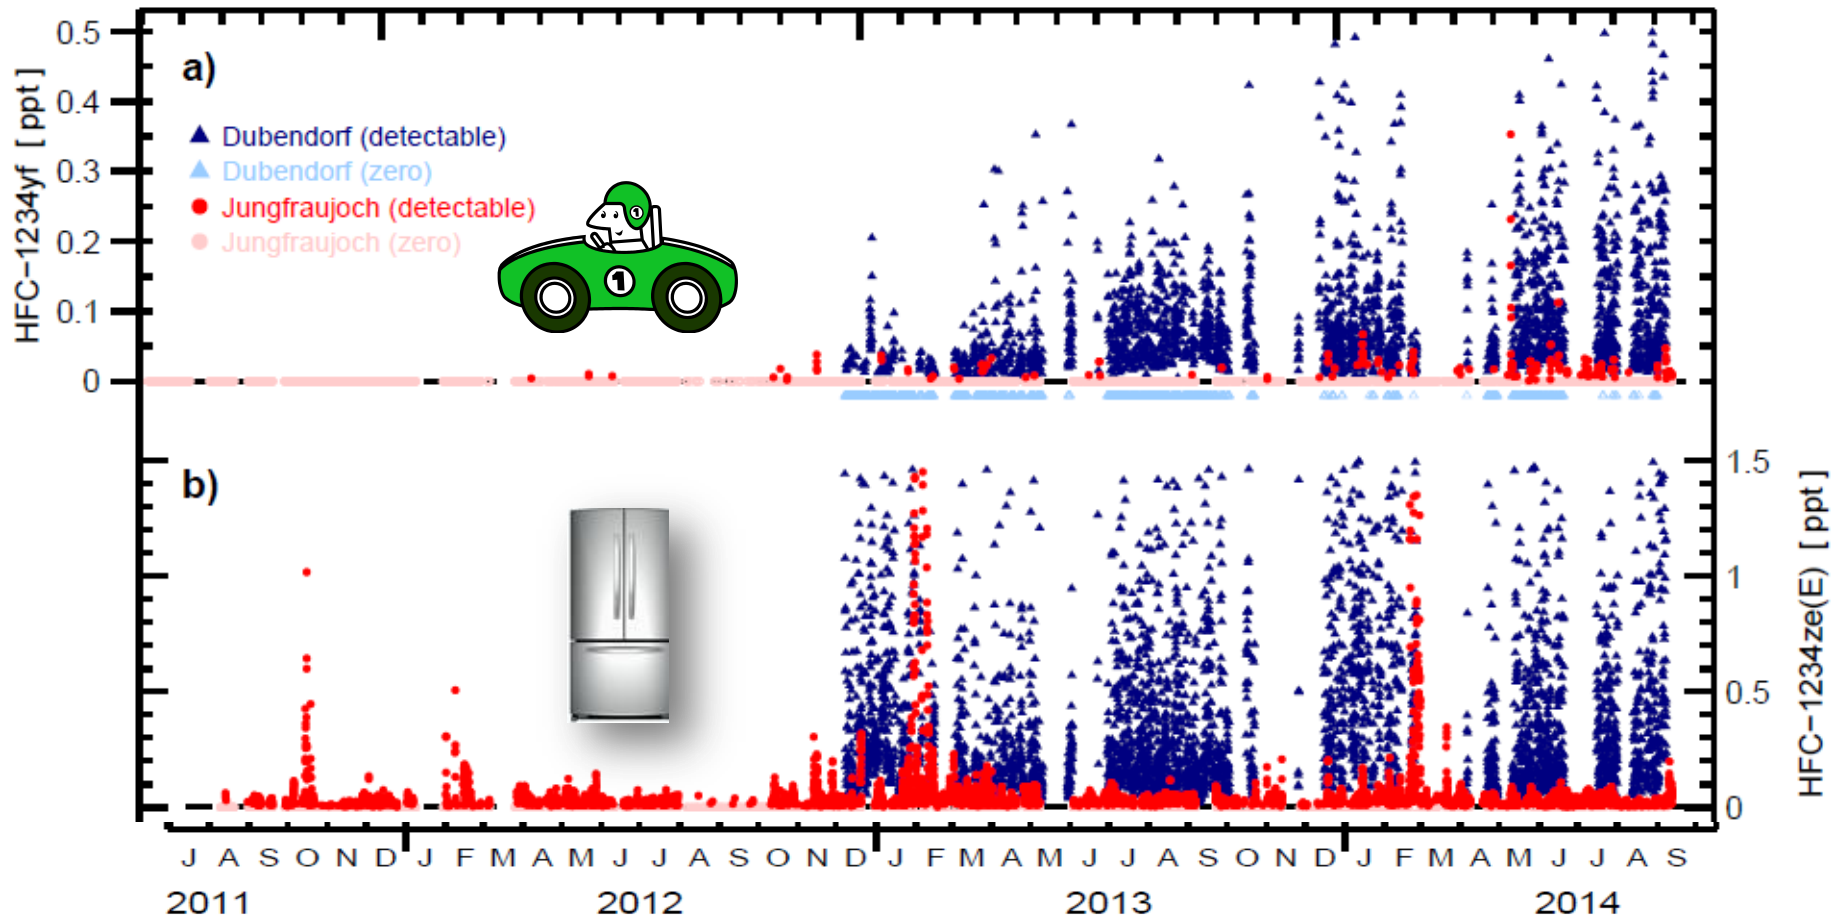 a)
HFC-1234yf [ ppt ]
0.5
0.4
0.3
0.2
0.1
0
Dubendorf (detectable)
Dubendorf (zero)
Jungfraujoch (detectable)
Jungfraujoch (zero)
1
1
b)
1.5
1
0.5
0
HFC-1234ze(E) [ ppt ]
J A S O N D J F M A M J J A S O N D J F M A M J J A S O N D J F M A M J J A S
2011 2012 2013 2014